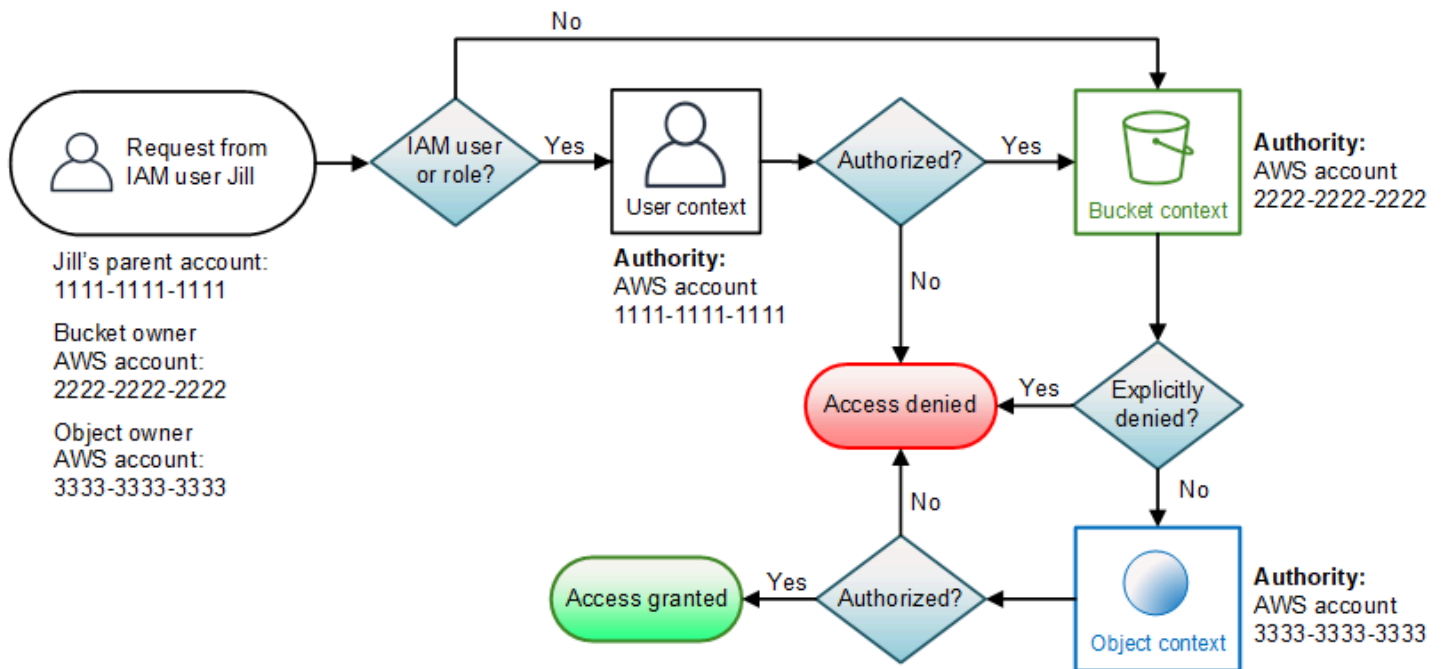 No
Request from
IAM user Jill
IAM user
or role?
Yes
User context
Authorized?
Yes
Bucket context
Authority:
AWS account
2222-2222-2222
Jill's parent account:
1111-1111-1111
Bucket owner
AWS account:
2222-2222-2222
Object owner
AWS account:
3333-3333-3333
Authority:
AWS account
1111-1111-1111
No
Access denied
Yes
Explicitly
denied?
No
No
Access granted
Yes
Authorized?
Object context
Authority:
AWS account
3333-3333-3333